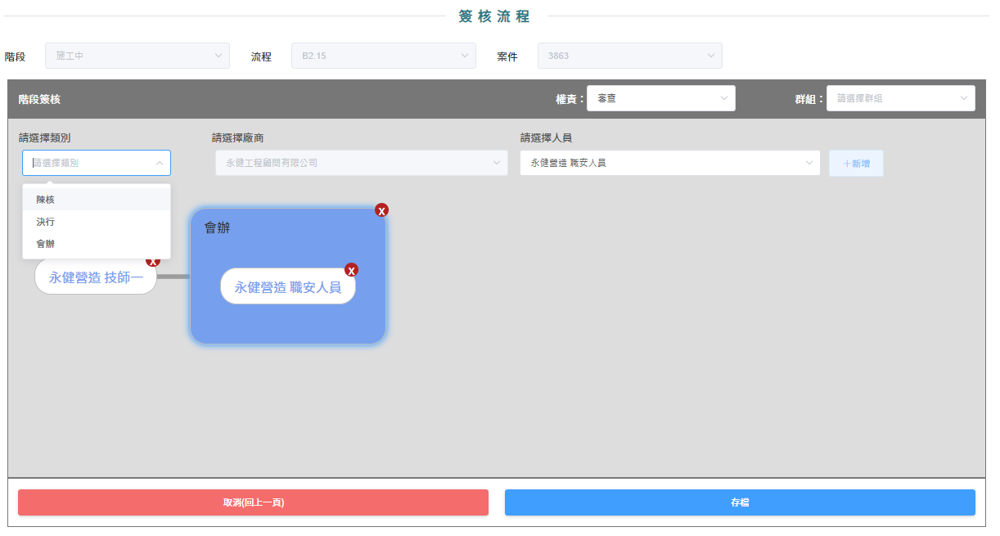 簽核流程
階段 施工中 流程 B2.15 案件 3863
階段簽核 權責： 審查 群組： 請選擇群組
請選擇類別 請選擇廠商 請選擇人員
請選擇類別 永健工程顧問有限公司 永健營造 職安人員 ＋新增
陳核
決行
會辦
會辦 X
永健營造 技師一 X
永健營造 職安人員 X
取消(回上一頁) 存檔